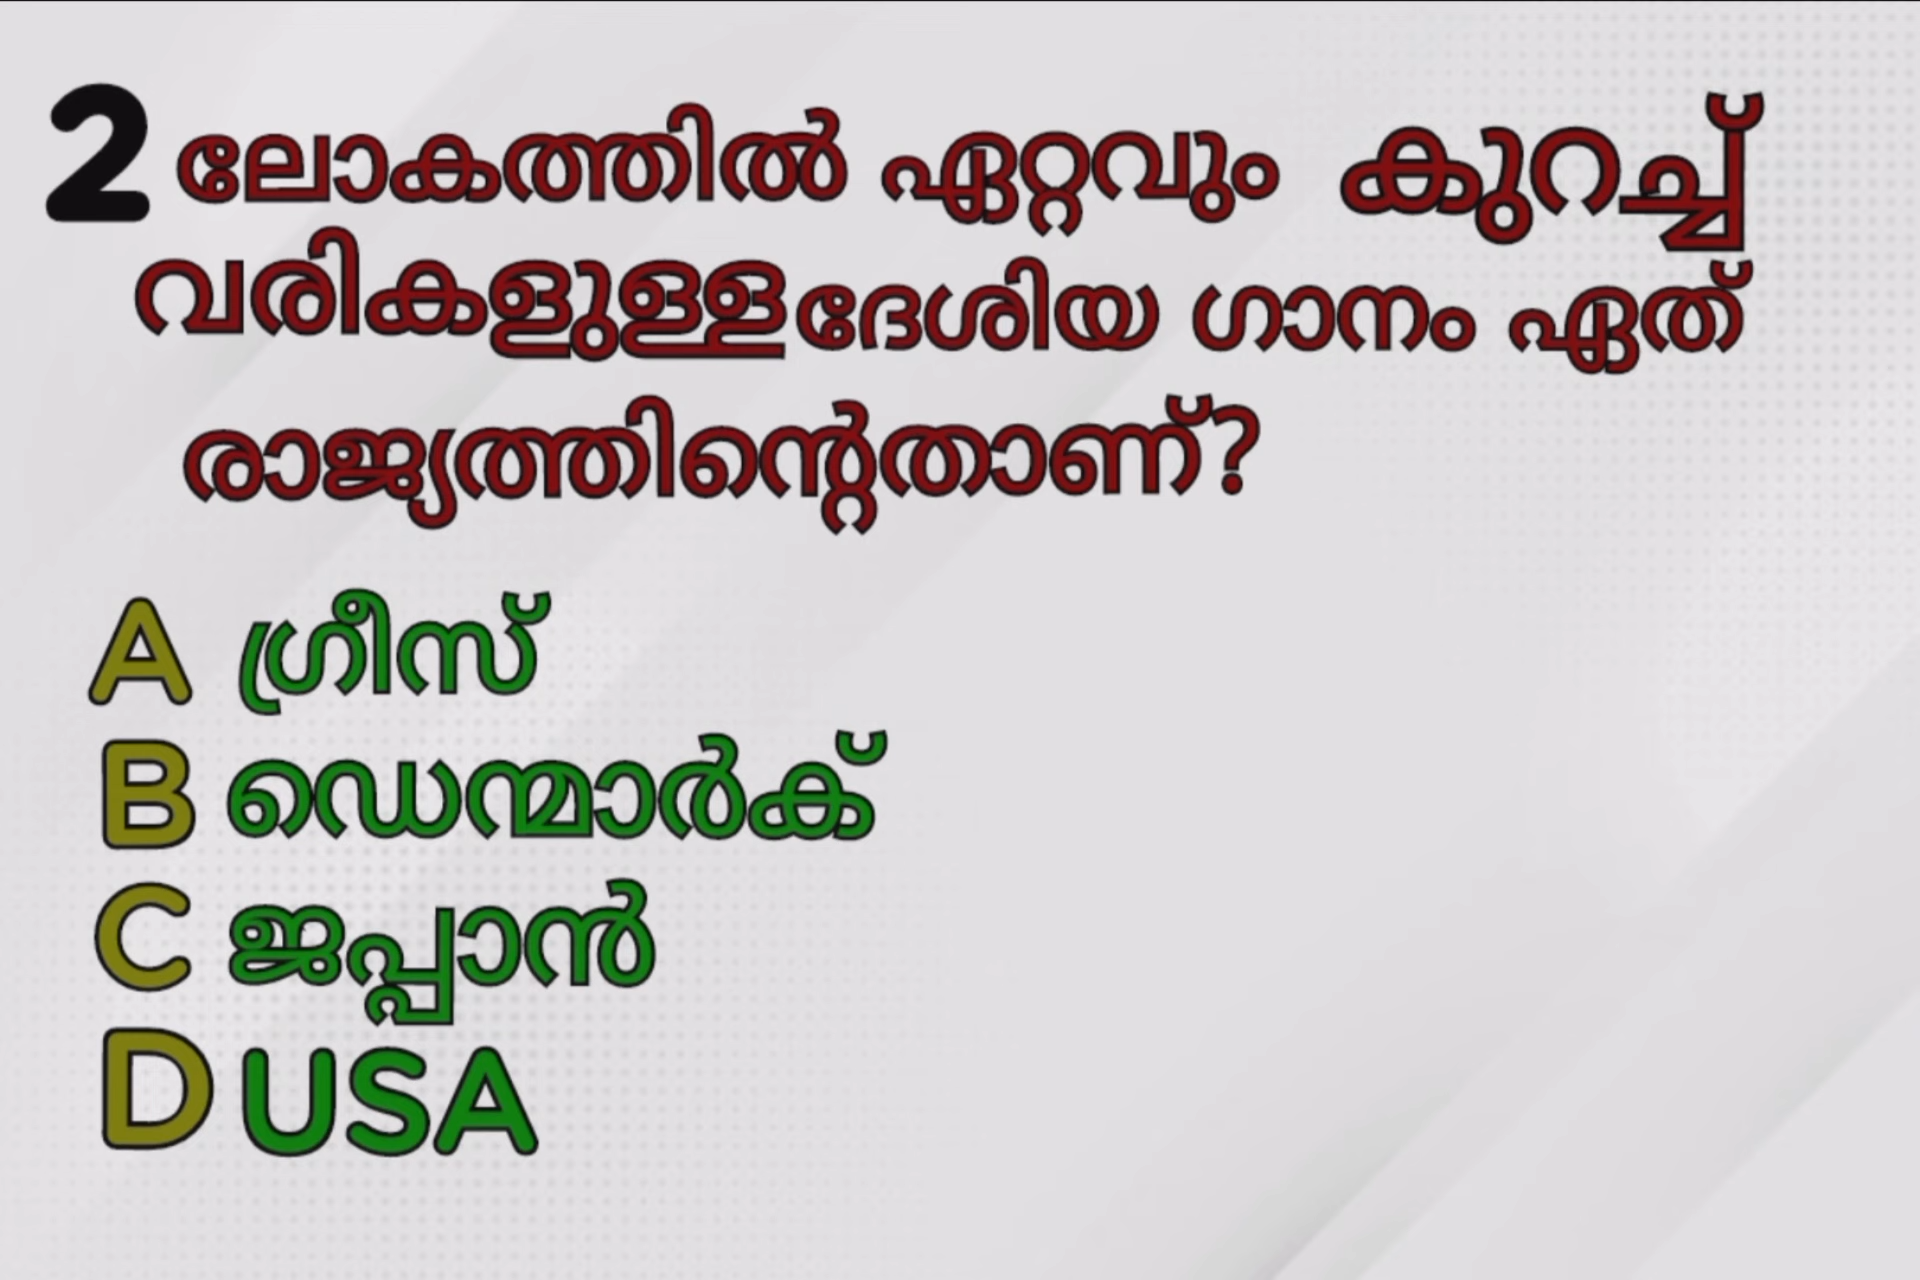 2 ലോകത്തിൽ ഏറ്റവും കുറച്ച്
വരികളുള്ള ദേശിയ ഗാനം ഏത്
രാജ്യത്തിന്റെതാണ്?
A ഗ്രീസ്
B ഡെന്മാർക്
C ജപ്പാൻ
D USA